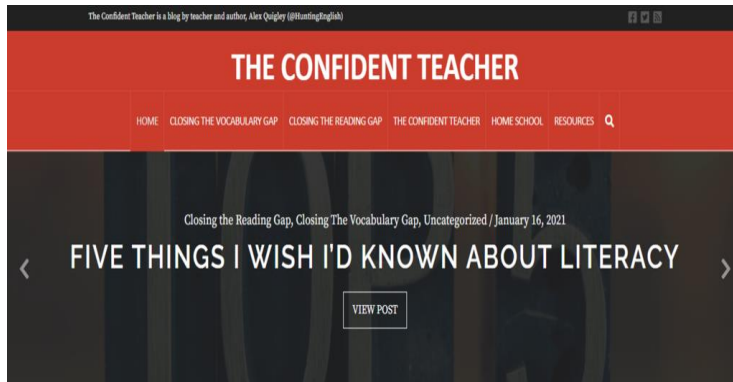 The Confident Teacher is a blog by teacher and author, Alex Quigley (@HuntingEnglish)
THE CONFIDENT TEACHER
HOME CLOSING THE VOCABULARY GAP CLOSING THE READING GAP THE CONFIDENT TEACHER HOME SCHOOL RESOURCES
Closing the Reading Gap, Closing The Vocabulary Gap, Uncategorized / January 16, 2021
FIVE THINGS I WISH I'D KNOWN ABOUT LITERACY
VIEW POST